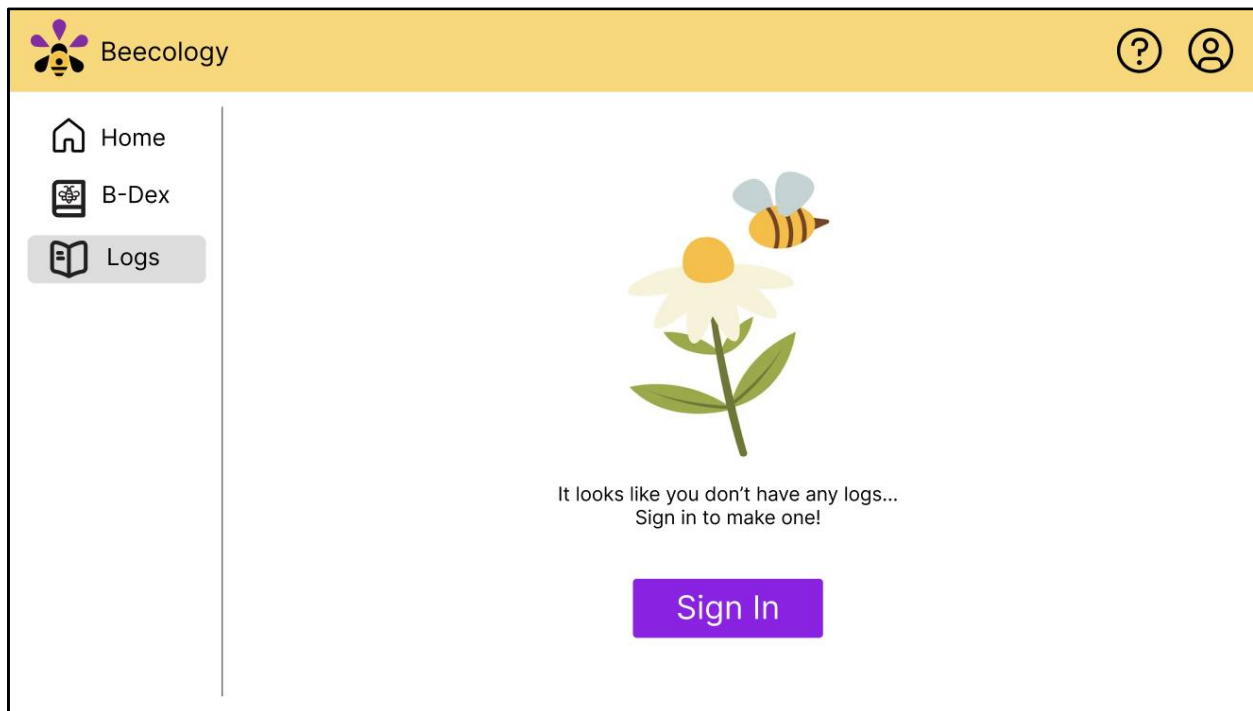 Beecology
Home
B-Dex
Logs
It looks like you don’t have any logs...
Sign in to make one!
Sign In